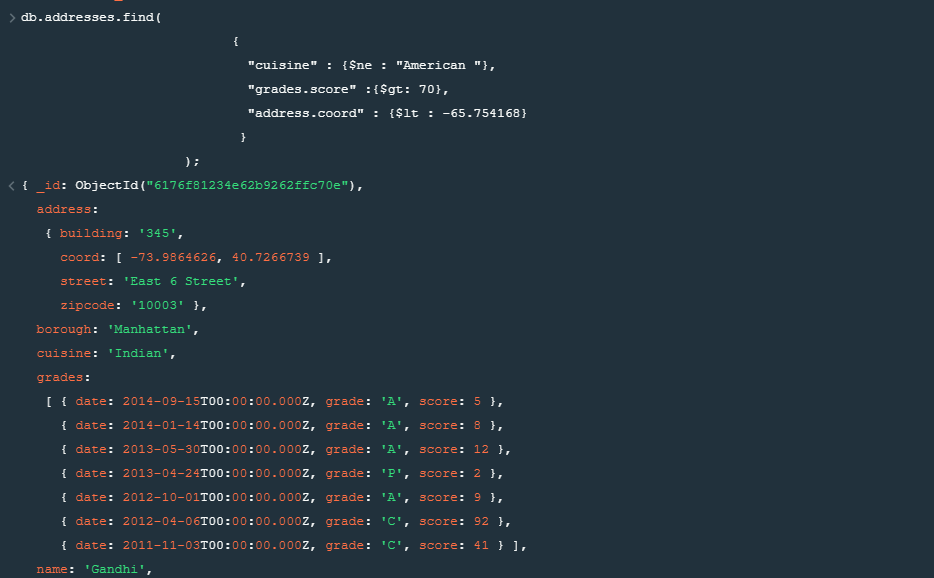 > db.addresses.find(
{
"cuisine" : {$ne : "American "},
"grades.score" :{$gt: 70},
"address.coord" : {$lt : -65.754168}
}
);
< { _id: ObjectId("6176f81234e62b9262ffc70e"),
address:
{ building: '345',
coord: [ -73.9864626, 40.7266739 ],
street: 'East 6 Street',
zipcode: '10003' },
borough: 'Manhattan',
cuisine: 'Indian',
grades:
[ { date: 2014-09-15T00:00:00.000Z, grade: 'A', score: 5 },
{ date: 2014-01-14T00:00:00.000Z, grade: 'A', score: 8 },
{ date: 2013-05-30T00:00:00.000Z, grade: 'A', score: 12 },
{ date: 2013-04-24T00:00:00.000Z, grade: 'P', score: 2 },
{ date: 2012-10-01T00:00:00.000Z, grade: 'A', score: 9 },
{ date: 2012-04-06T00:00:00.000Z, grade: 'C', score: 92 },
{ date: 2011-11-03T00:00:00.000Z, grade: 'C', score: 41 } ],
name: 'Gandhi',